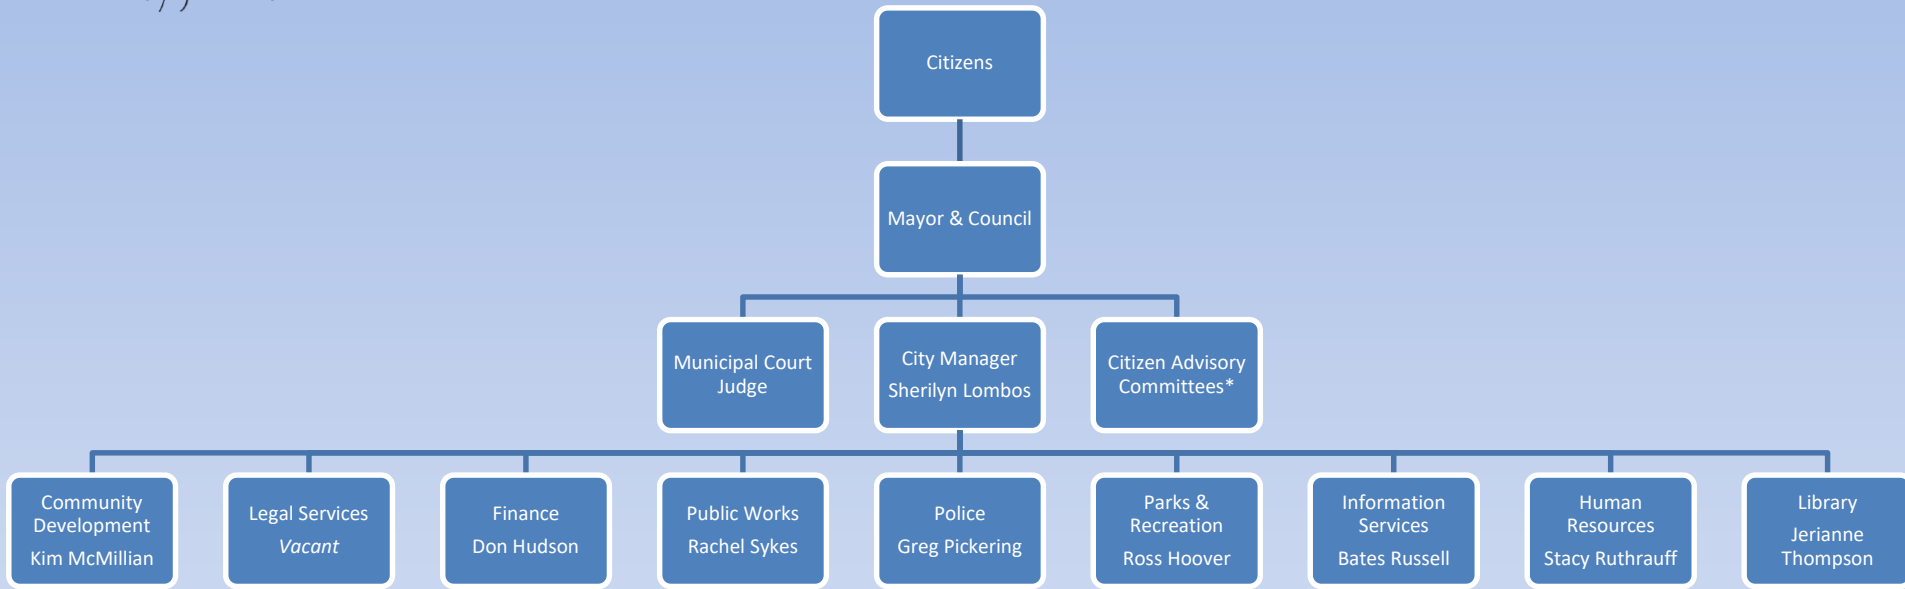 Citizens
Mayor & Council
Municipal Court
Judge
City Manager
Sherilyn Lombos
Citizen Advisory
Committees*
Community
Development
Kim McMillian
Legal Services
Vacant
Finance
Don Hudson
Public Works
Rachel Sykes
Police
Greg Pickering
Parks &
Recreation
Ross Hoover
Information
Services
Bates Russell
Human
Resources
Stacy Ruthrauff
Library
Jerianne
Thompson